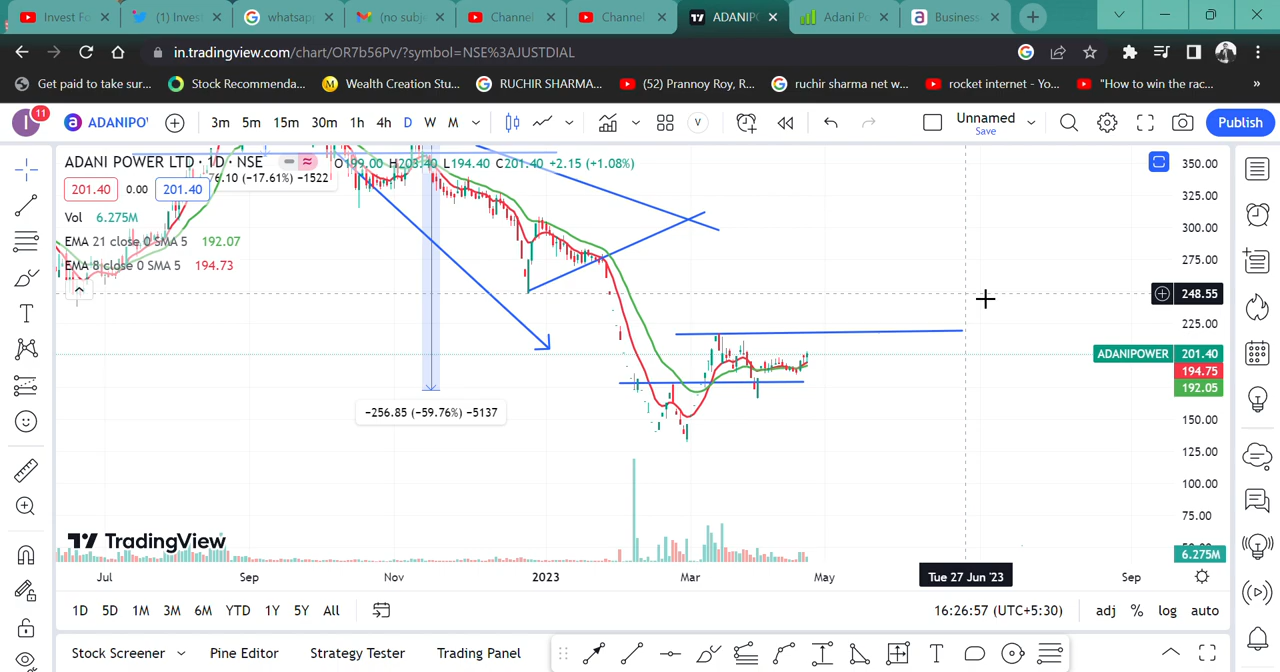 Invest Fo
(1) Invest
whatsap
(no subj
Channel
Channel
ADANIP
Adani Po
Business
in.tradingview.com/chart/OR7b56Pv/?symbol=NSE%3AJUSTDIAL
Get paid to take sur...
Stock Recommenda...
Wealth Creation Stu...
RUCHIR SHARMA...
(52) Prannoy Roy, R...
ruchir sharma net w...
rocket internet - Yo...
"How to win the rac...
»
I
11
ADANIPO
3m 5m 15m 30m 1h 4h D W M
V
Unnamed
Save
Publish
ADANI POWER LTD · 1D · NSE
O199.00 H203.40 L194.40 C201.40 +2.15 (+1.08%)
76.10 (−17.61%) −1522
201.40 0.00 201.40
Vol 6.275M
EMA 21 close 0 SMA 5 192.07
EMA 8 close 0 SMA 5 194.73
350.00
325.00
300.00
275.00
248.55
225.00
ADANIPOWER 201.40
194.75
192.05
150.00
125.00
100.00
75.00
6.275M
−256.85 (−59.76%) −5137
TradingView
Jul Sep Nov 2023 Mar May Tue 27 Jun '23 Sep
1D 5D 1M 3M 6M YTD 1Y 5Y All
16:26:57 (UTC+5:30) adj % log auto
Stock Screener Pine Editor Strategy Tester Trading Panel